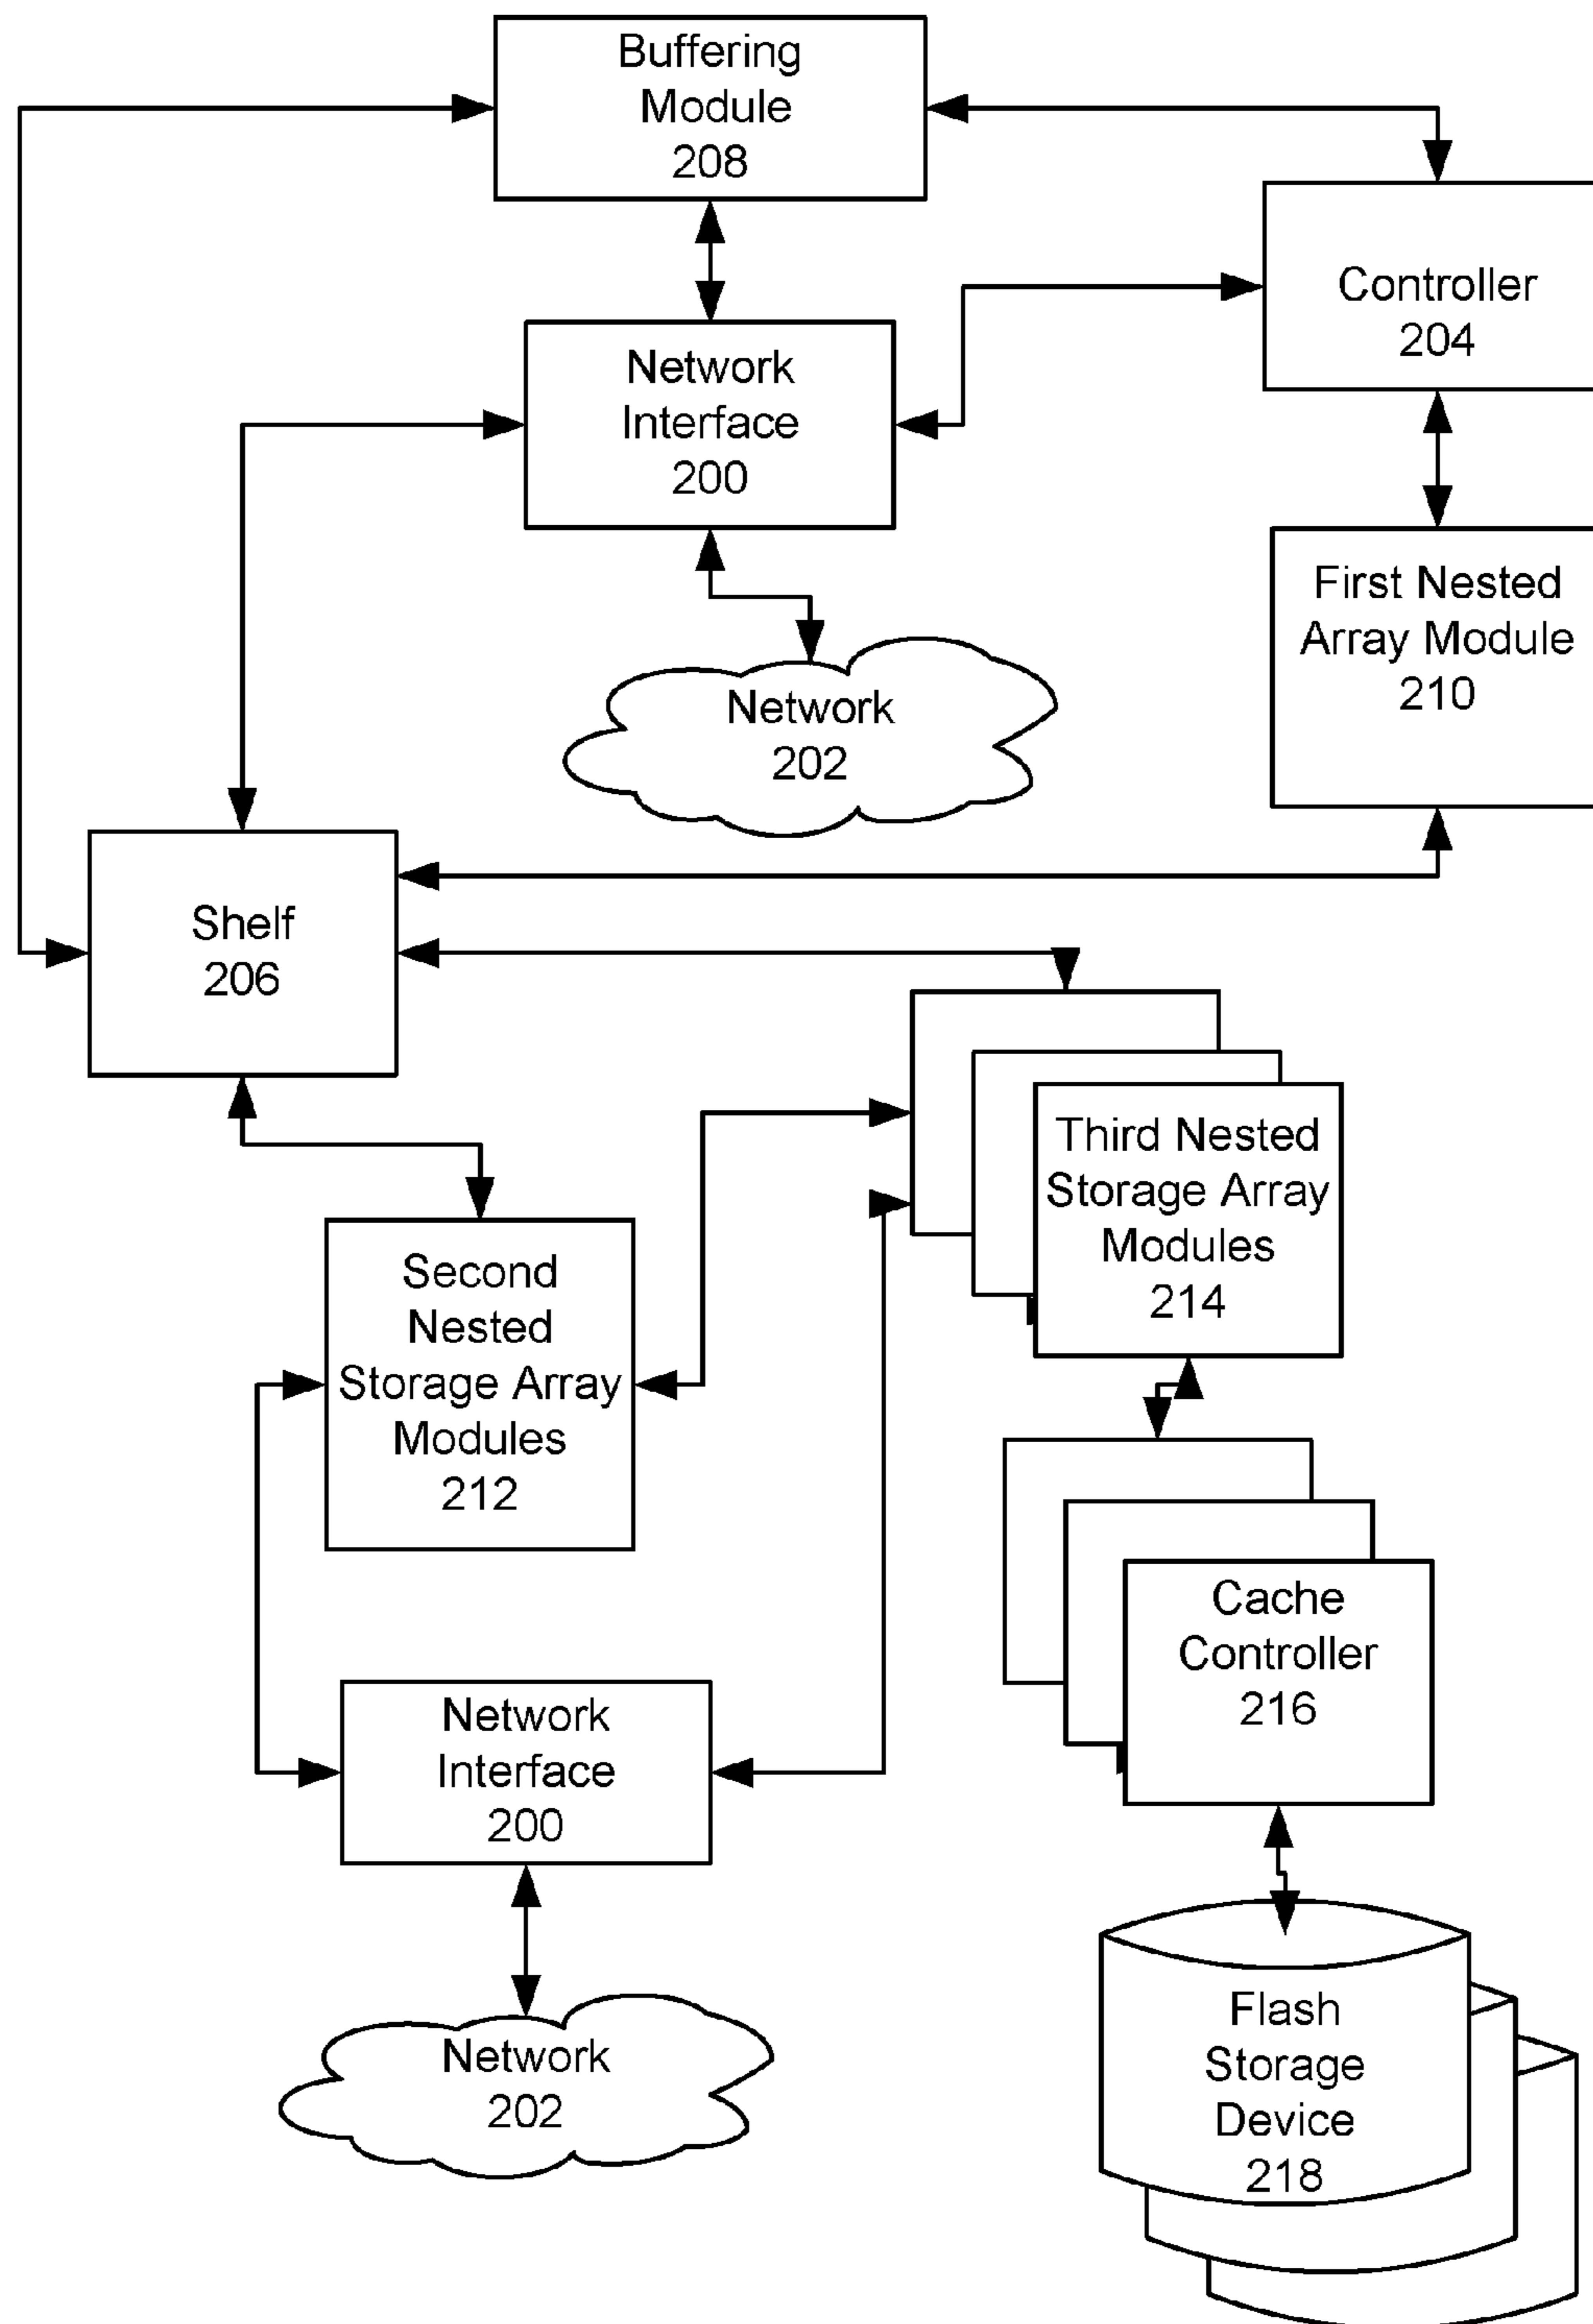 Buffering
Module
208
Controller
204
Network
Interface
200
First Nested
Array Module
210
Network
202
Shelf
206
Third Nested
Storage Array
Modules
214
Second
Nested
Storage Array
Modules
212
Cache
Controller
216
Network
Interface
200
Flash
Storage
Device
218
Network
202